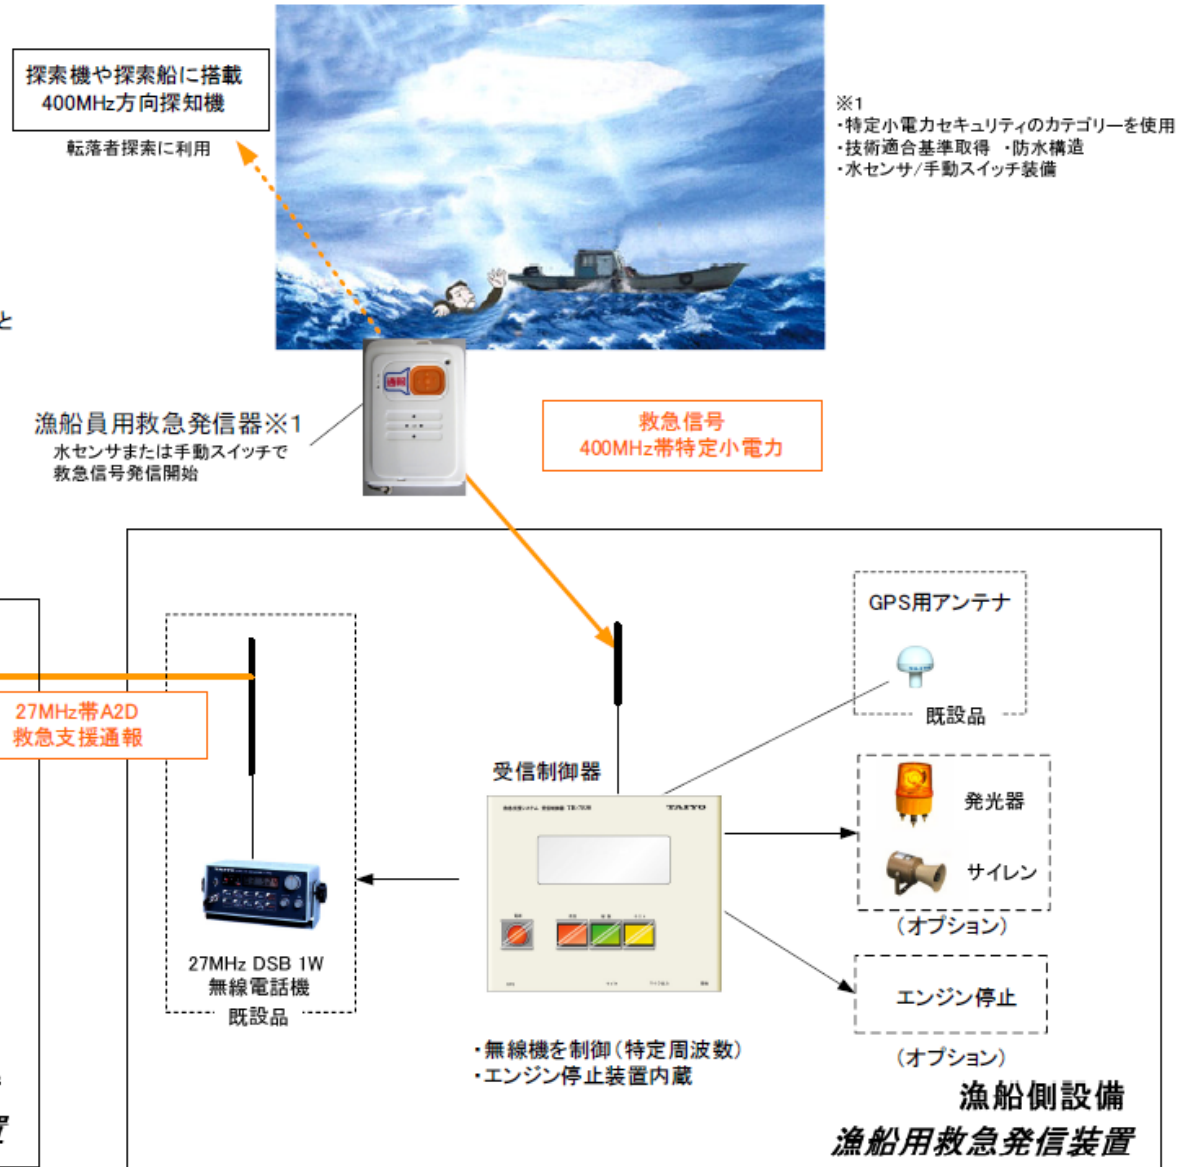 探索機や探索船に搭載
400MHz方向探知機
転落者探索に利用
※1
・特定小電力セキュリティのカテゴリーを使用
・技術適合基準取得 ・防水構造
・水センサ/手動スイッチ装備
と
通報
漁船員用救急発信器※1
水センサまたは手動スイッチで
救急信号発信開始
救急信号
400MHz帯特定小電力
GPS用アンテナ
既設品
27MHz帯A2D
救急支援通報
受信制御器
TAIYO
発光器
サイレン
(オプション)
27MHz DSB 1W
無線電話機
既設品
エンジン停止
(オプション)
・無線機を制御(特定周波数)
・エンジン停止装置内蔵
漁船側設備
漁船用救急発信装置
置